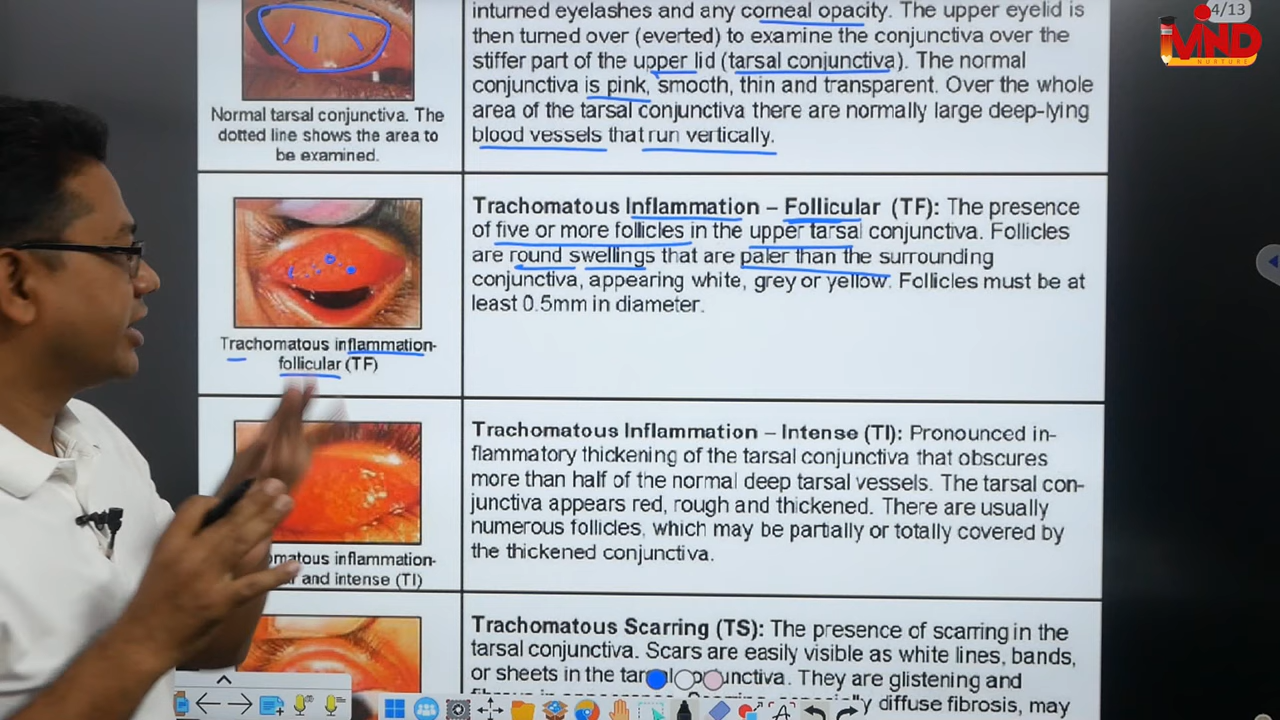 inturned eyelashes and any corneal opacity. The upper eyelid is
then turned over (everted) to examine the conjunctiva over the
stiffer part of the upper lid (tarsal conjunctiva). The normal
conjunctiva is pink, smooth, thin and transparent. Over the whole
area of the tarsal conjunctiva there are normally large deep-lying
blood vessels that run vertically.
Normal tarsal conjunctiva. The
dotted line shows the area to
be examined.
4/13
MIND
NURTURE
Trachomatous Inflammation – Follicular (TF): The presence
of five or more follicles in the upper tarsal conjunctiva. Follicles
are round swellings that are paler than the surrounding
conjunctiva, appearing white, grey or yellow. Follicles must be at
least 0.5mm in diameter.
Trachomatous inflammation-
follicular (TF)
Trachomatous Inflammation – Intense (TI): Pronounced in-
flammatory thickening of the tarsal conjunctiva that obscures
more than half of the normal deep tarsal vessels. The tarsal con-
junctiva appears red, rough and thickened. There are usually
numerous follicles, which may be partially or totally covered by
the thickened conjunctiva.
inflammation-
and intense (TI)
Trachomatous Scarring (TS): The presence of scarring in the
tarsal conjunctiva. Scars are easily visible as white lines, bands,
or sheets in the They are glistening and
diffuse fibrosis, may